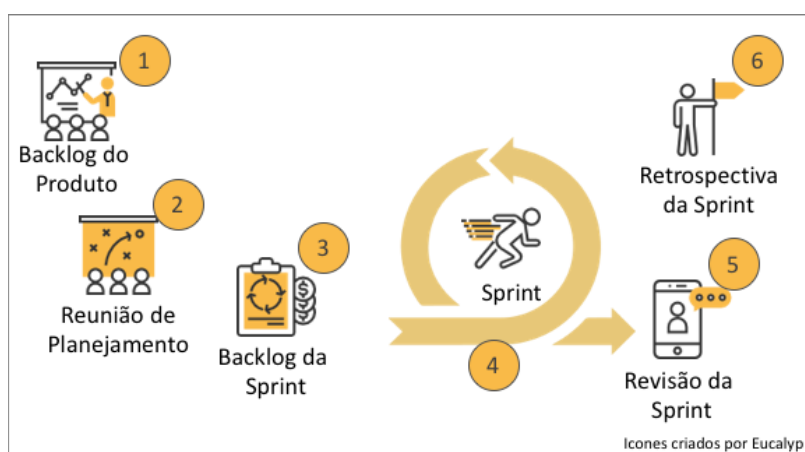 1
Backlog do
Produto
2
Reunião de
Planejamento
3
Backlog da
Sprint
Sprint
4
5
Revisão da
Sprint
6
Retrospectiva
da Sprint
Icones criados por Eucalyp